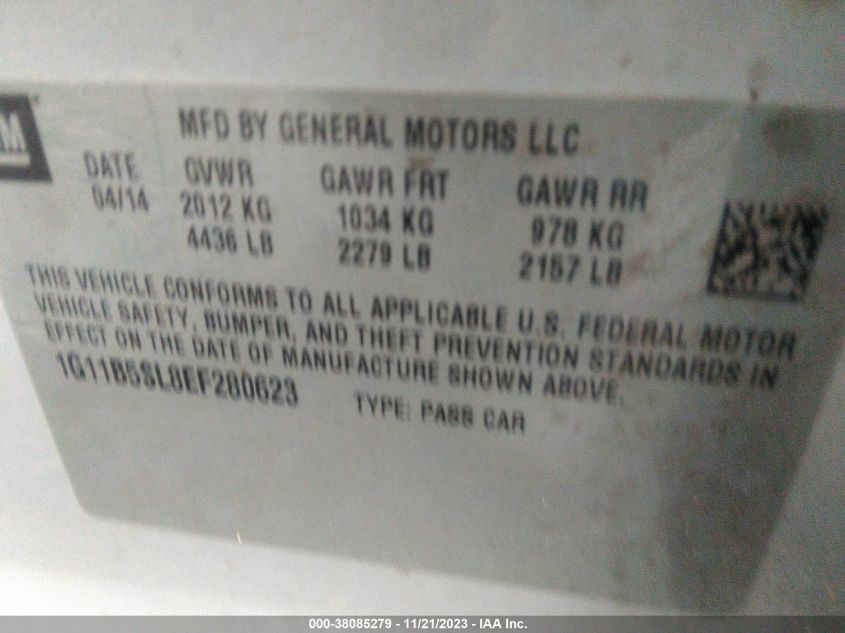 GM
MFD BY GENERAL MOTORS LLC
DATE GVWR GAWR FRT GAWR RR
04/14 2012 KG 1034 KG 978 KG
4436 LB 2279 LB 2157 LB
THIS VEHICLE CONFORMS TO ALL APPLICABLE U.S. FEDERAL MOTOR
VEHICLE SAFETY, BUMPER, AND THEFT PREVENTION STANDARDS IN
EFFECT ON THE DATE OF MANUFACTURE SHOWN ABOVE.
1G11B5SL8EF280623 TYPE: PASS CAR
000-38085279 - 11/21/2023 - IAA Inc.